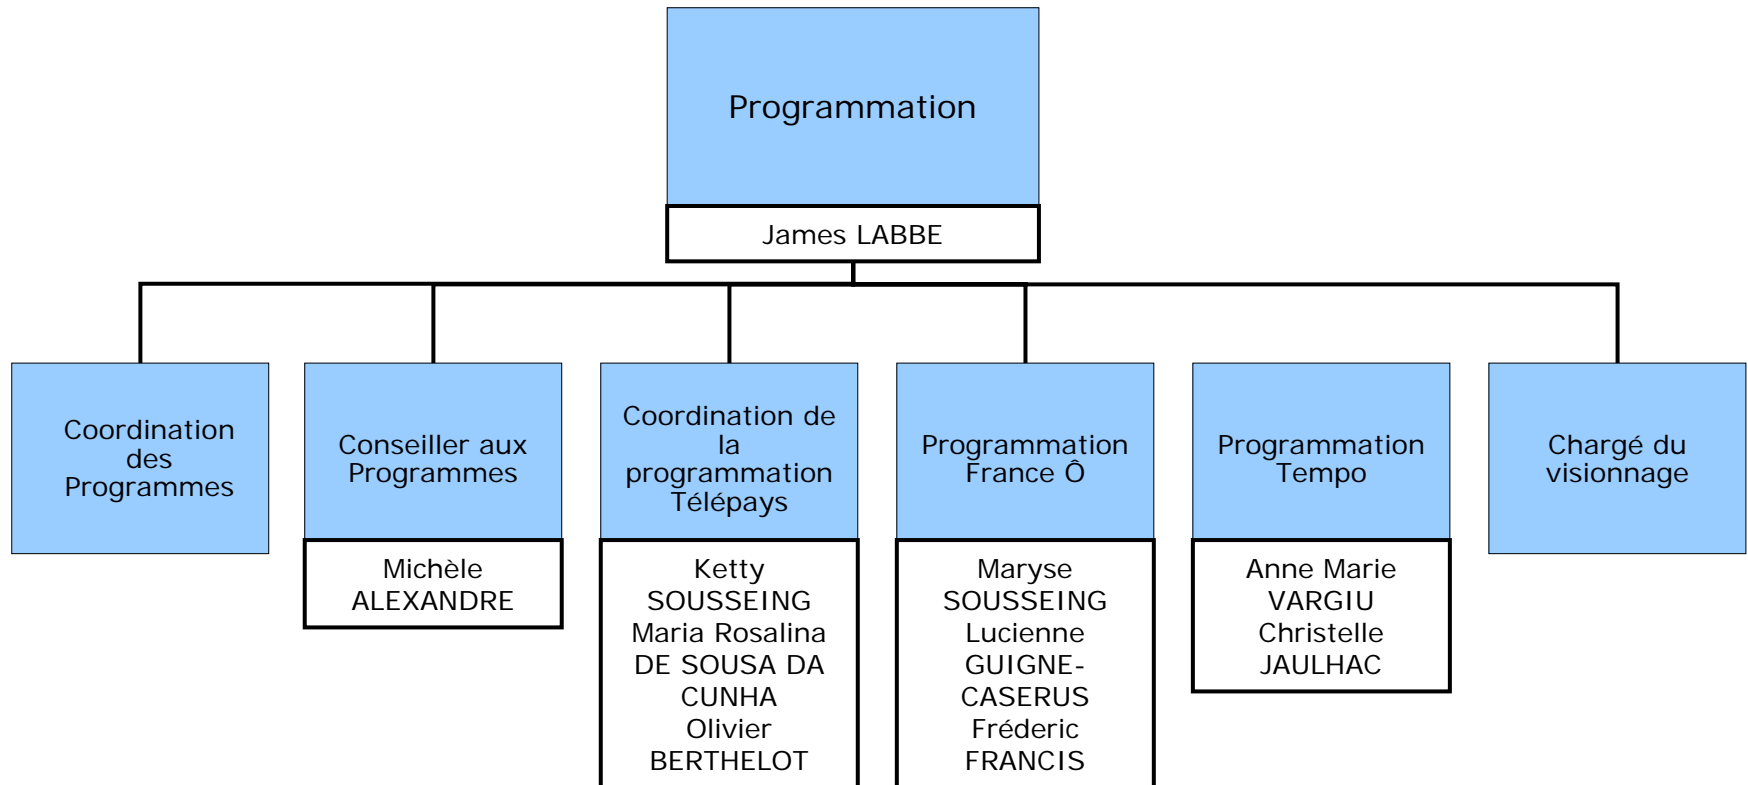 Programmation
James LABBE
Coordination
des
Programmes
Conseiller aux
Programmes
Michèle
ALEXANDRE
Coordination de
la
programmation
Télépays
Ketty
SOUSSEING
Maria Rosalina
DE SOUSA DA
CUNHA
Olivier
BERTHELOT
Programmation
France Ô
Maryse
SOUSSEING
Lucienne
GUIGNE-
CASERUS
Fréderic
FRANCIS
Programmation
Tempo
Anne Marie
VARGIU
Christelle
JAULHAC
Chargé du
visionnage